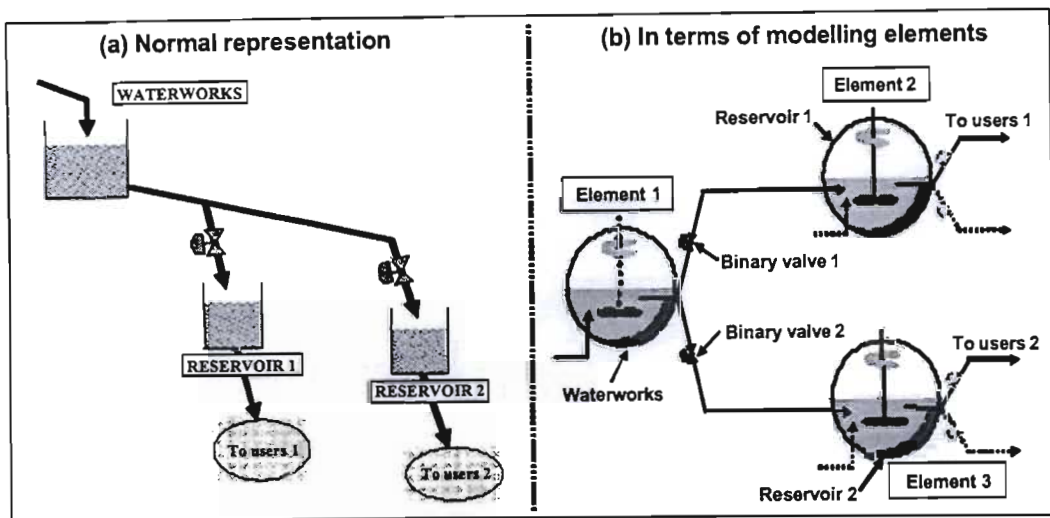 (a) Normal representation
WATERWORKS
RESERVOIR 1
RESERVOIR 2
To users 1
To users 2
(b) In terms of modelling elements
Element 2
Reservoir 1
To users 1
Element 1
Binary valve 1
Binary valve 2
Waterworks
To users 2
Reservoir 2
Element 3